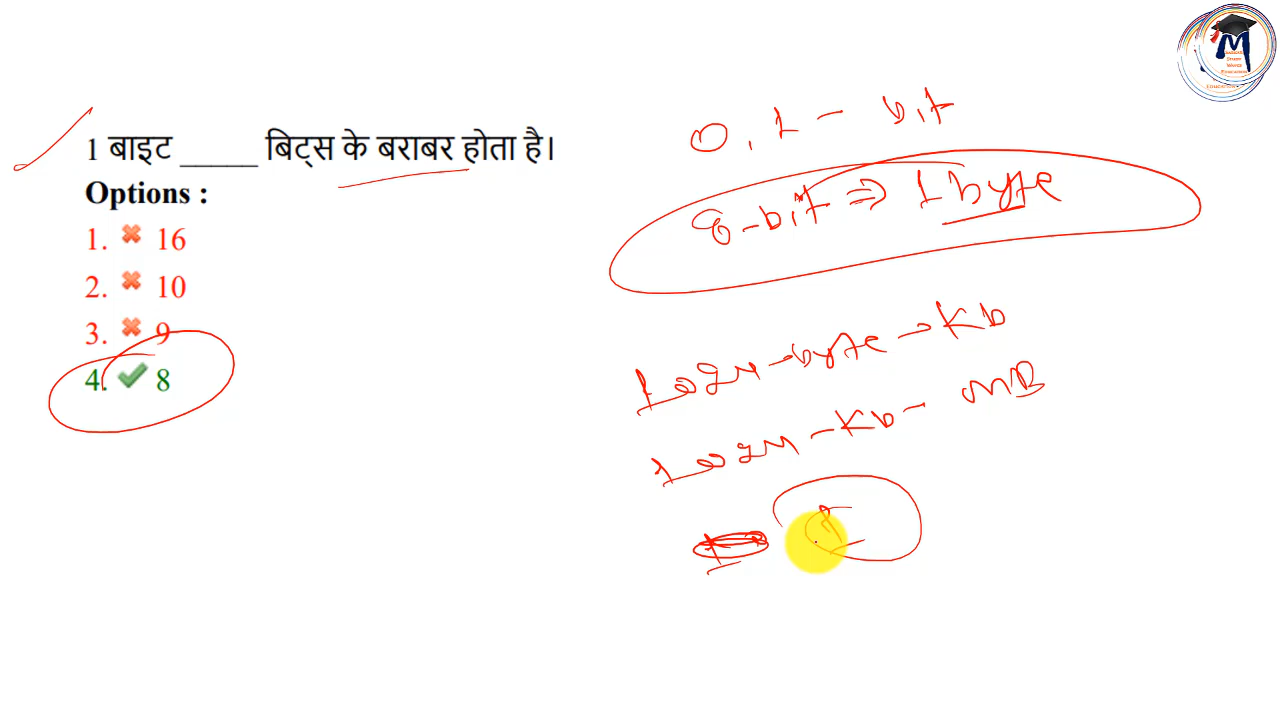 1 बाइट _____ बिट्स के बराबर होता है।
Options :
1. 16
2. 10
3. 9
4. 8
0, 1 - bit
8-bit ⇒ 1 byte
1024 - byte → Kb
1024 - Kb - MB
M